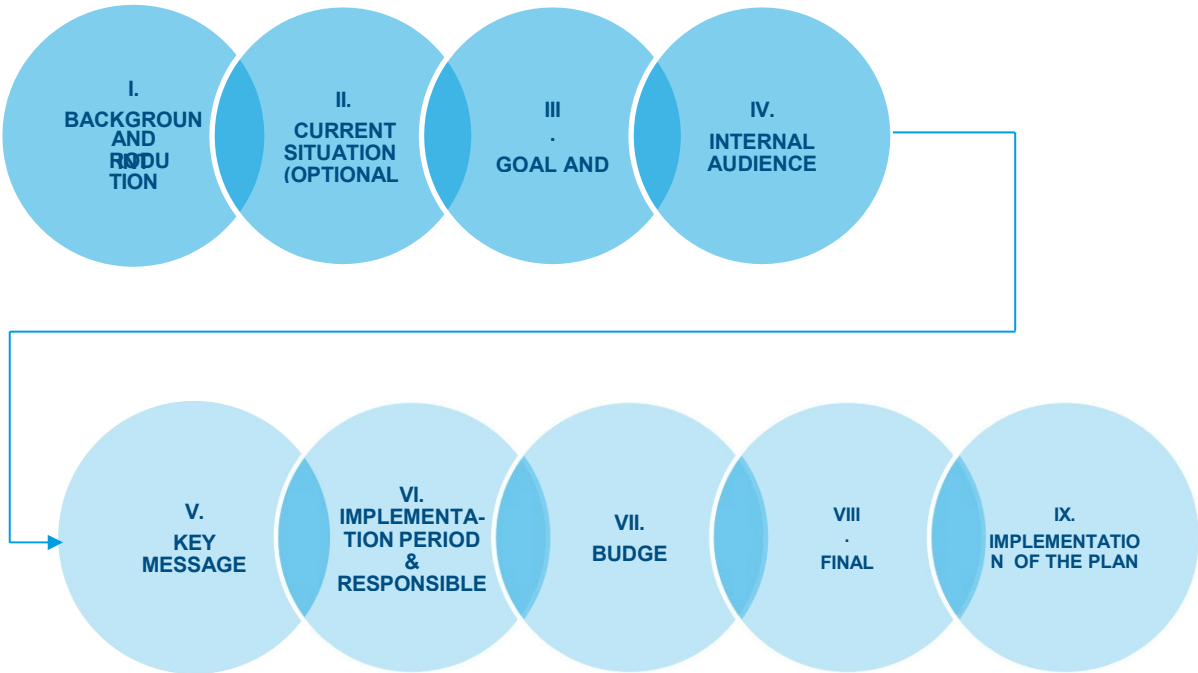 I.
BACKGROUN
AND
TION
II.
CURRENT
SITUATION
(OPTIONAL
III
.
GOAL AND
IV.
INTERNAL
AUDIENCE
V.
KEY
MESSAGE
VI.
IMPLEMENTA-
TION PERIOD
&
RESPONSIBLE
VII.
BUDGE
VIII
.
FINAL
IX.
IMPLEMENTATIO
N OF THE PLAN